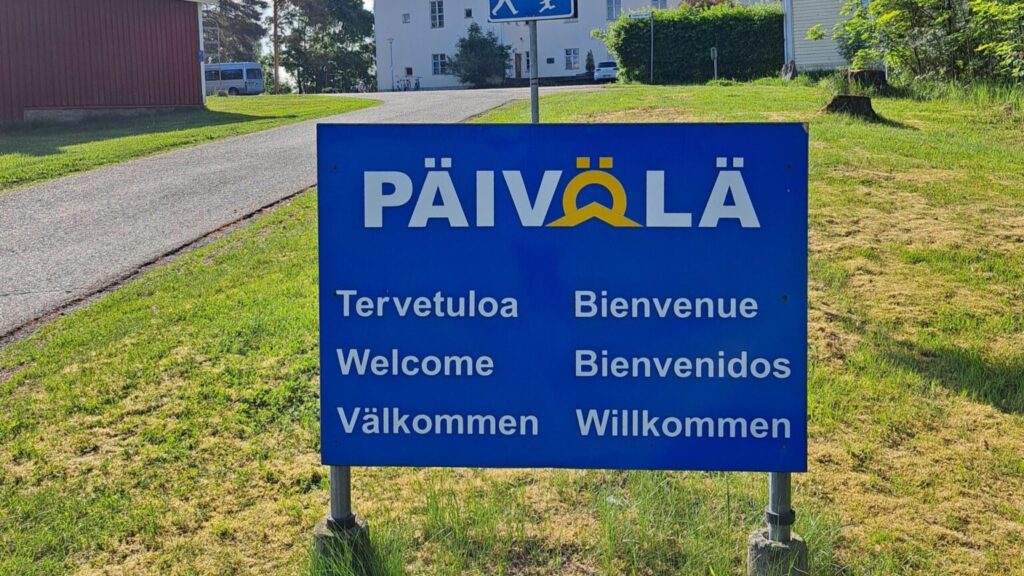 PÄIVÖLÄ
Tervetuloa
Welcome
Välkommen
Bienvenue
Bienvenidos
Willkommen